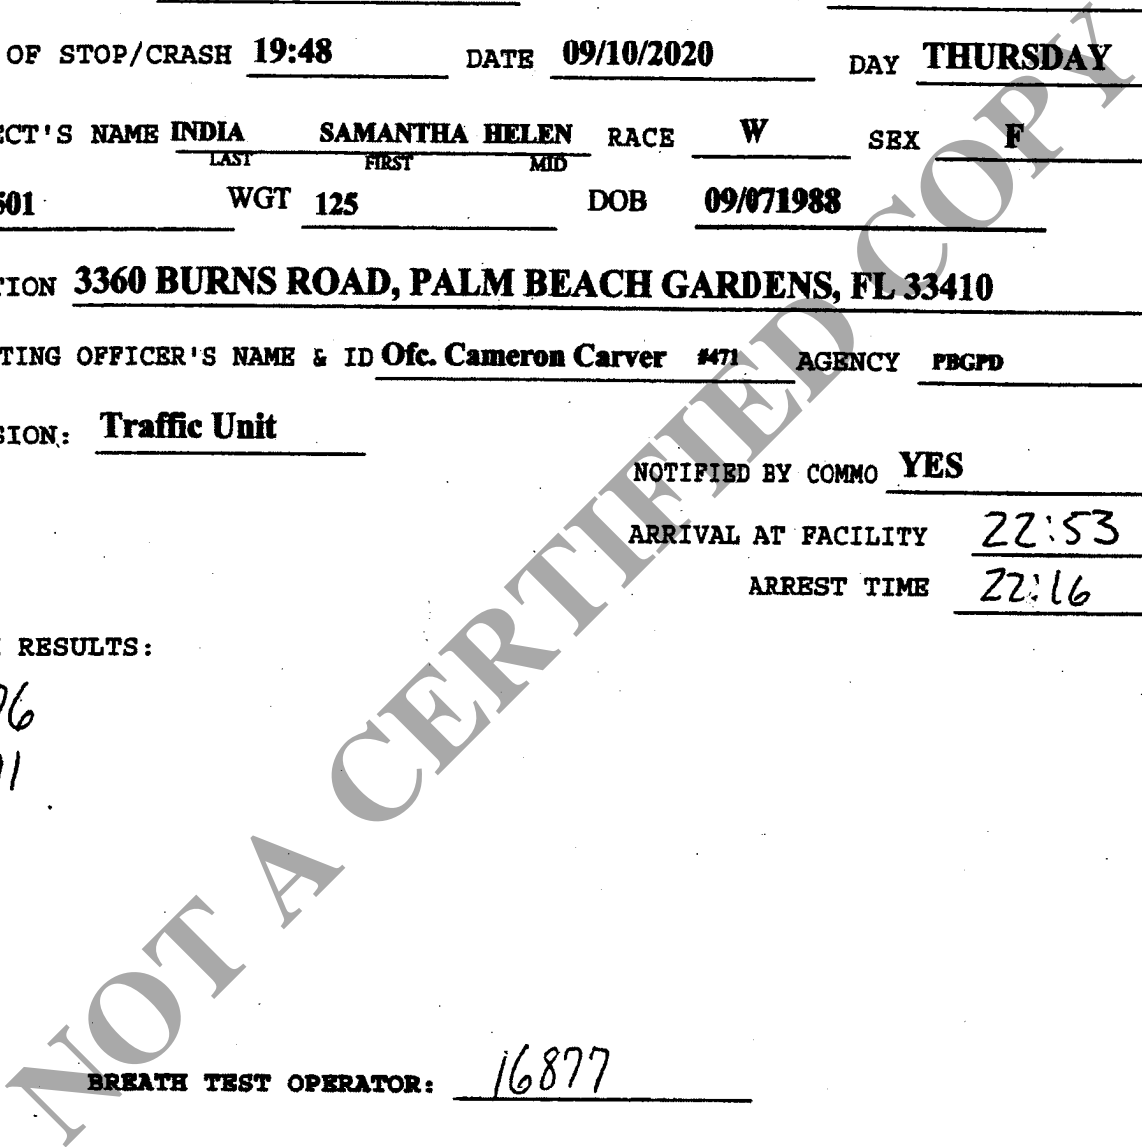 OF STOP/CRASH 19:48 DATE 09/10/2020 DAY THURSDAY
ECT'S NAME INDIA SAMANTHA HELEN RACE W SEX F
LAST FIRST MID
501 WGT 125 DOB 09/071988
TION 3360 BURNS ROAD, PALM BEACH GARDENS, FL 33410
TING OFFICER'S NAME & ID Ofc. Cameron Carver #471 AGENCY PBGPD
SION: Traffic Unit
NOTIFIED BY COMMO YES
ARRIVAL AT FACILITY 22:53
ARREST TIME 22:16
RESULTS:
6
1
BREATH TEST OPERATOR: 16877
NOT A CERTIFIED COPY